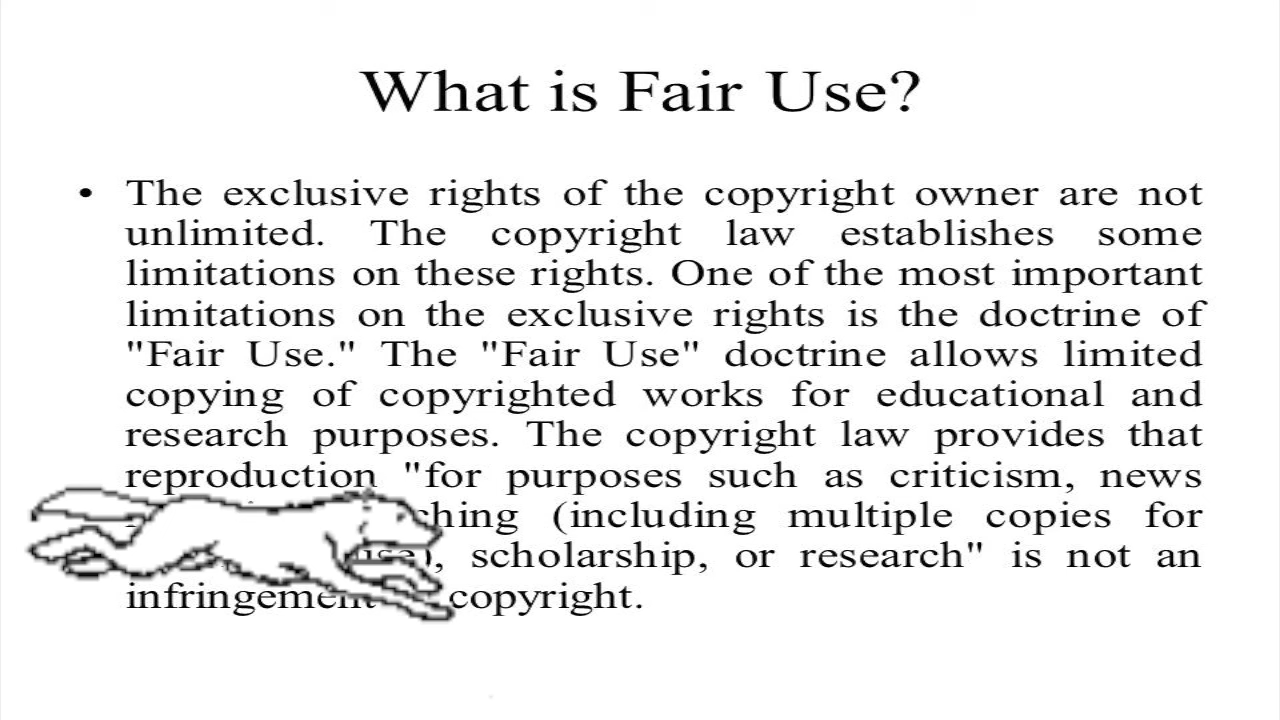 What is Fair Use?
• The exclusive rights of the copyright owner are not
unlimited. The copyright law establishes some
limitations on these rights. One of the most important
limitations on the exclusive rights is the doctrine of
"Fair Use." The "Fair Use" doctrine allows limited
copying of copyrighted works for educational and
research purposes. The copyright law provides that
reproduction "for purposes such as criticism, news
(including multiple copies for
scholarship, or research" is not an
infringement copyright.